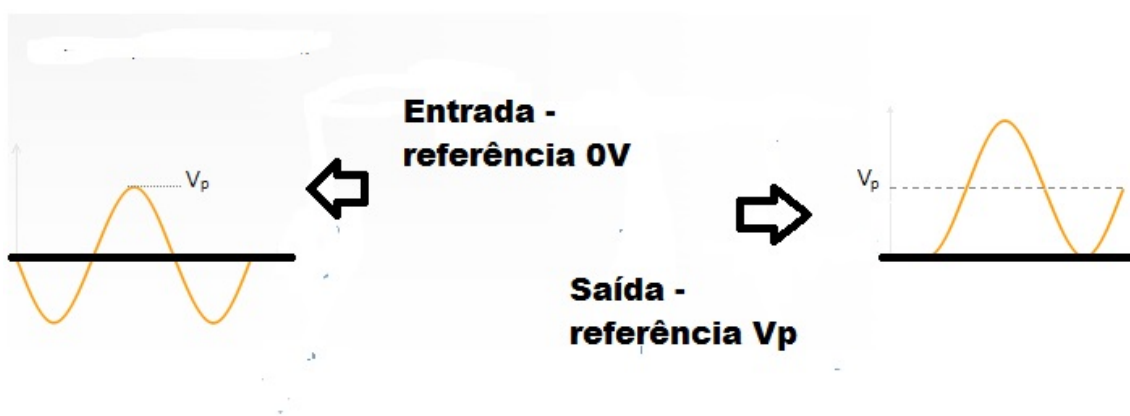 Entrada -
referência 0V
Vp
Vp
Saída -
referência Vp